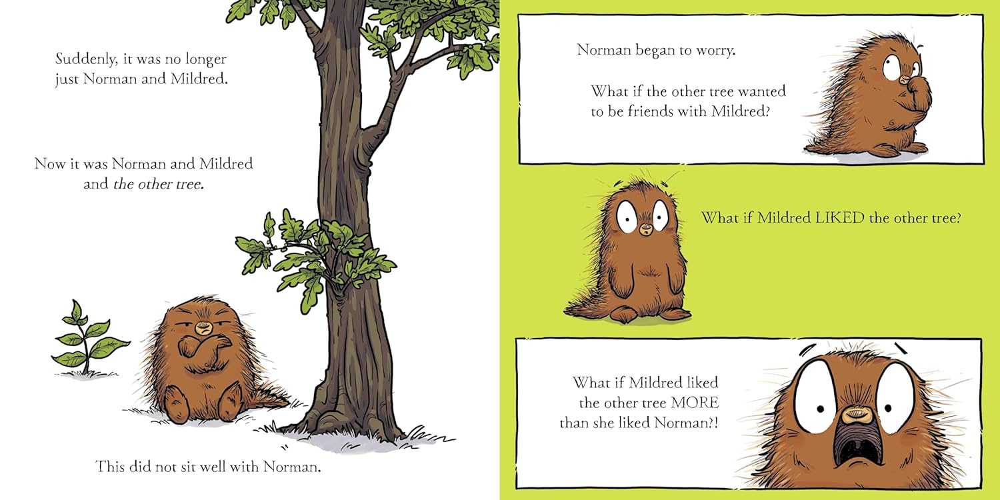 Suddenly, it was no longer
just Norman and Mildred.
Now it was Norman and Mildred
and the other tree.
This did not sit well with Norman.
Norman began to worry.
What if the other tree wanted
to be friends with Mildred?
What if Mildred LIKED the other tree?
What if Mildred liked
the other tree MORE
than she liked Norman?!